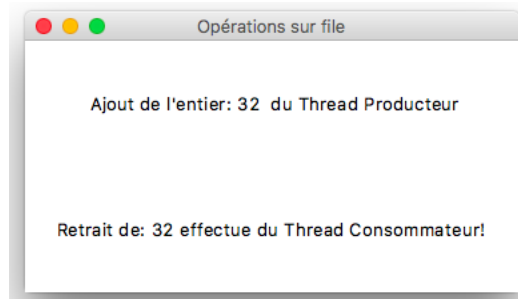 Opérations sur file
Ajout de l'entier: 32 du Thread Producteur
Retrait de: 32 effectue du Thread Consommateur!